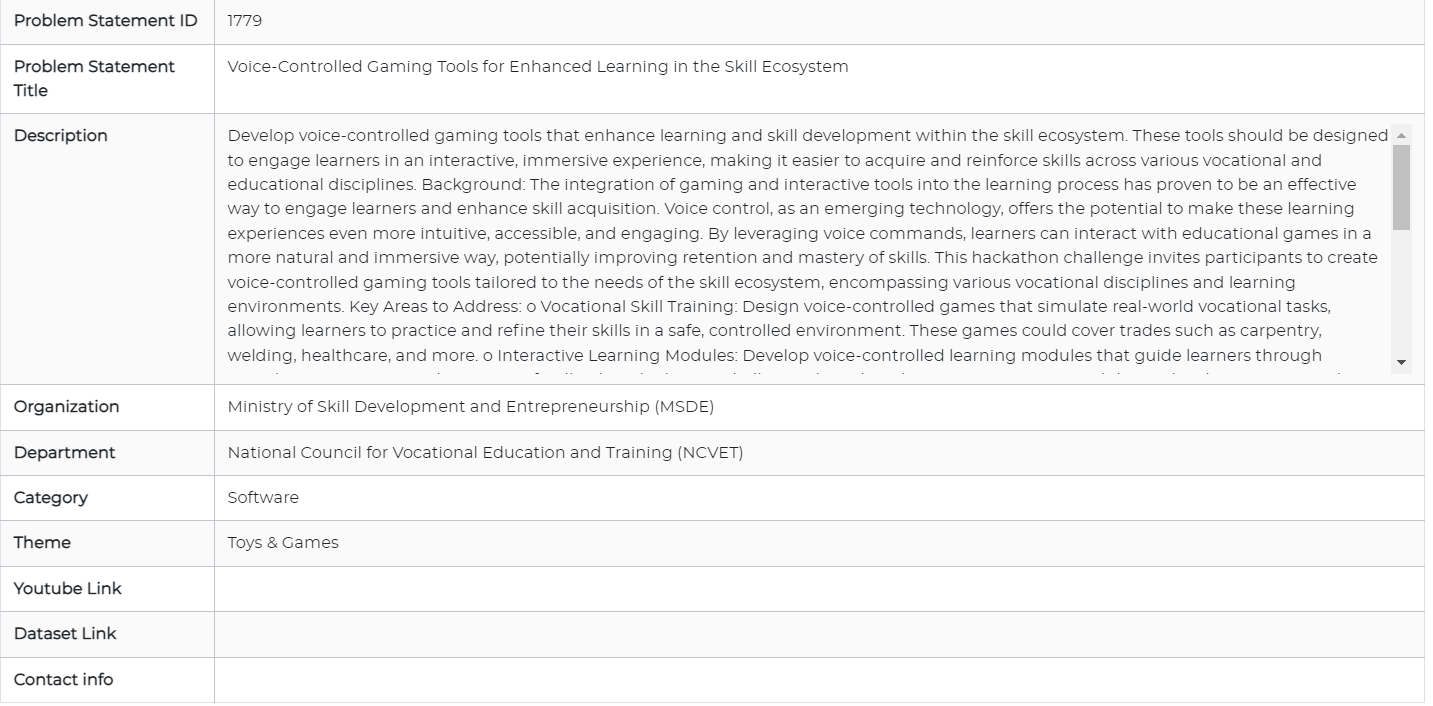 Problem Statement ID 1779
Problem Statement Title Voice-Controlled Gaming Tools for Enhanced Learning in the Skill Ecosystem
Description Develop voice-controlled gaming tools that enhance learning and skill development within the skill ecosystem. These tools should be designed
to engage learners in an interactive, immersive experience, making it easier to acquire and reinforce skills across various vocational and
educational disciplines. Background: The integration of gaming and interactive tools into the learning process has proven to be an effective
way to engage learners and enhance skill acquisition. Voice control, as an emerging technology, offers the potential to make these learning
experiences even more intuitive, accessible, and engaging. By leveraging voice commands, learners can interact with educational games in a
more natural and immersive way, potentially improving retention and mastery of skills. This hackathon challenge invites participants to create
voice-controlled gaming tools tailored to the needs of the skill ecosystem, encompassing various vocational disciplines and learning
environments. Key Areas to Address: o Vocational Skill Training: Design voice-controlled games that simulate real-world vocational tasks,
allowing learners to practice and refine their skills in a safe, controlled environment. These games could cover trades such as carpentry,
welding, healthcare, and more. o Interactive Learning Modules: Develop voice-controlled learning modules that guide learners through
Organization Ministry of Skill Development and Entrepreneurship (MSDE)
Department National Council for Vocational Education and Training (NCVET)
Category Software
Theme Toys & Games
Youtube Link
Dataset Link
Contact info